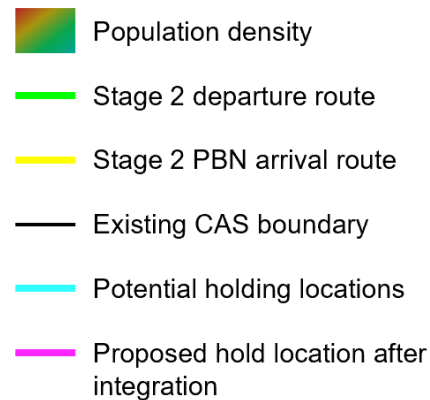 Population density
Stage 2 departure route
Stage 2 PBN arrival route
Existing CAS boundary
Potential holding locations
Proposed hold location after
integration